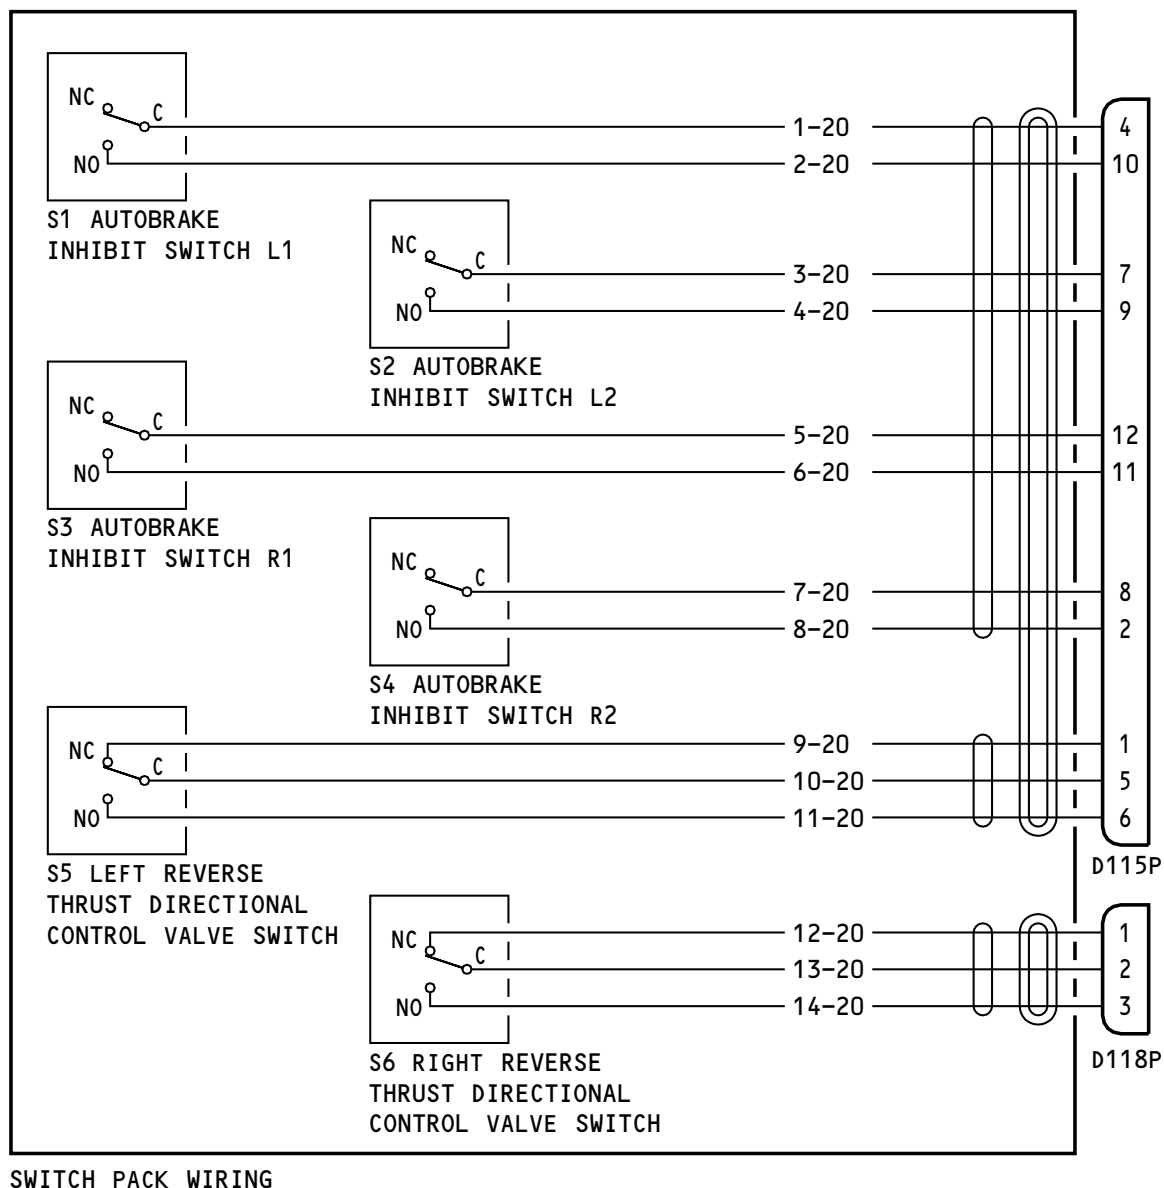 NC
C
1-20
4
NO
2-20
10
S1 AUTOBRAKE
INHIBIT SWITCH L1
NC
C
3-20
7
NO
4-20
9
S2 AUTOBRAKE
INHIBIT SWITCH L2
NC
C
5-20
12
NO
6-20
11
S3 AUTOBRAKE
INHIBIT SWITCH R1
NC
C
7-20
8
NO
8-20
2
S4 AUTOBRAKE
INHIBIT SWITCH R2
NC
9-20
1
C
10-20
5
NO
11-20
6
D115P
S5 LEFT REVERSE
THRUST DIRECTIONAL
CONTROL VALVE SWITCH
NC
12-20
1
C
13-20
2
NO
14-20
3
D118P
S6 RIGHT REVERSE
THRUST DIRECTIONAL
CONTROL VALVE SWITCH
SWITCH PACK WIRING